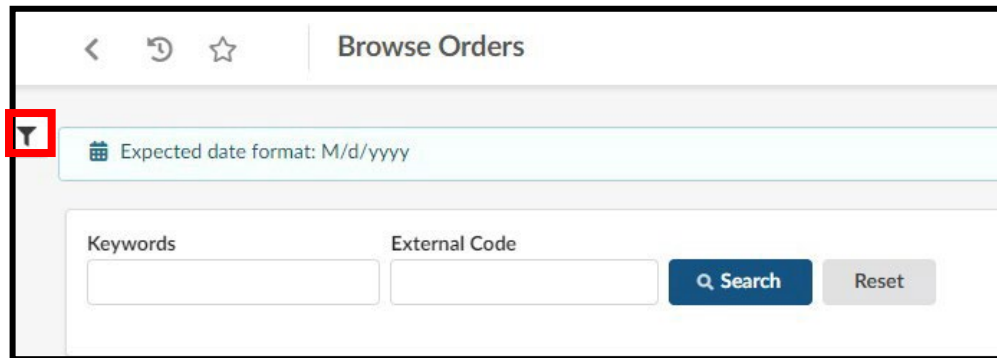 Browse Orders
Expected date format: M/d/yyyy
Keywords
External Code
Search
Reset